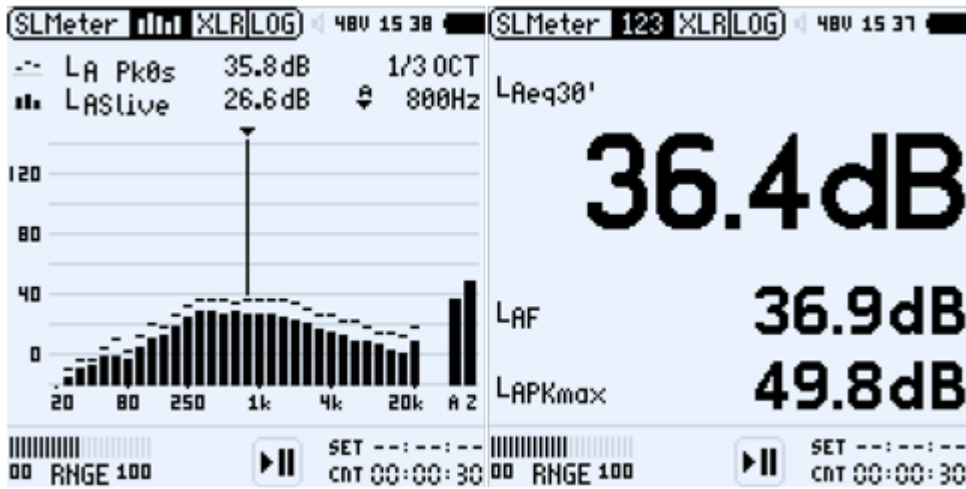 SLMeter XLR LOG 48V 15 38
LA Pk0s 35.8dB 1/3 OCT
LASlive 26.6dB 800Hz
120
80
40
0
20 80 250 1k 4k 20k A Z
SET --:--:--
00 RNGE 100 CNT 00:00:30
SLMeter 123 XLR LOG 48V 15 37
LAeq30'
36.4dB
LAF 36.9dB
LAPKmax 49.8dB
SET --:--:--
00 RNGE 100 CNT 00:00:30